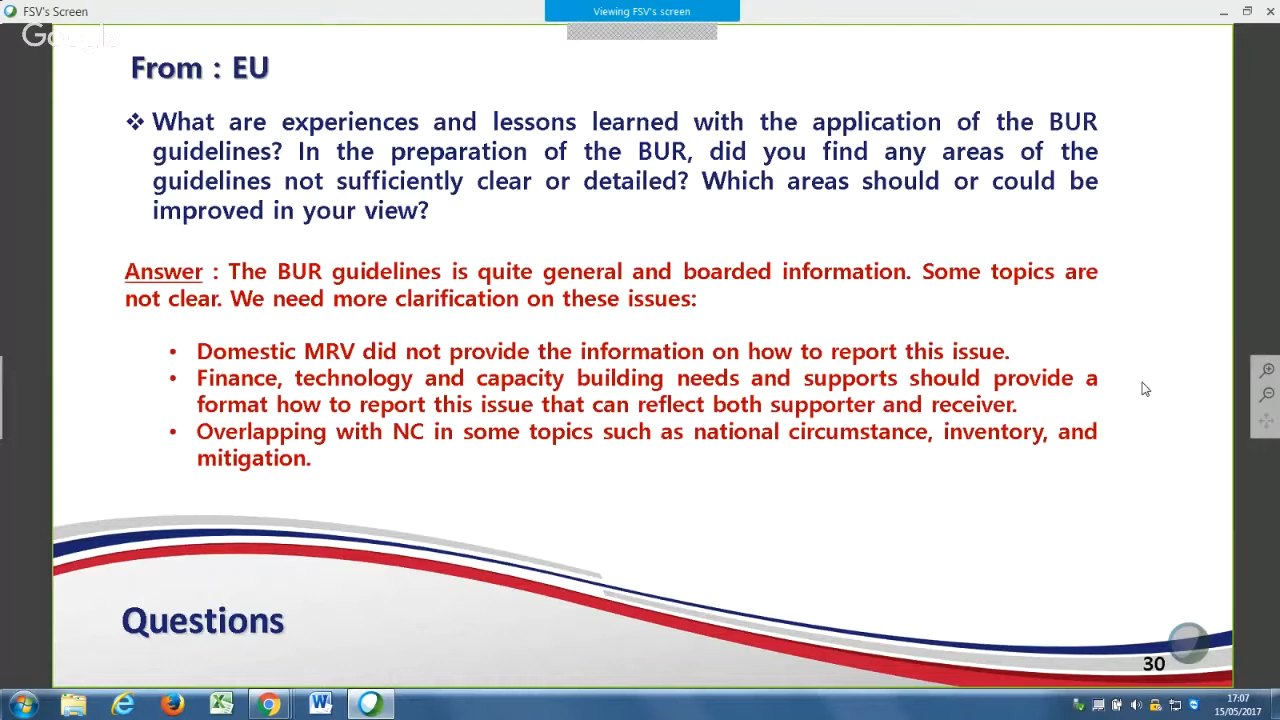 FSV's Screen
Viewing FSV's screen
Google
From : EU
❖ What are experiences and lessons learned with the application of the BUR
guidelines? In the preparation of the BUR, did you find any areas of the
guidelines not sufficiently clear or detailed? Which areas should or could be
improved in your view?
Answer : The BUR guidelines is quite general and boarded information. Some topics are
not clear. We need more clarification on these issues:
• Domestic MRV did not provide the information on how to report this issue.
• Finance, technology and capacity building needs and supports should provide a
format how to report this issue that can reflect both supporter and receiver.
• Overlapping with NC in some topics such as national circumstance, inventory, and
mitigation.
Questions
30
17:07
15/05/2017